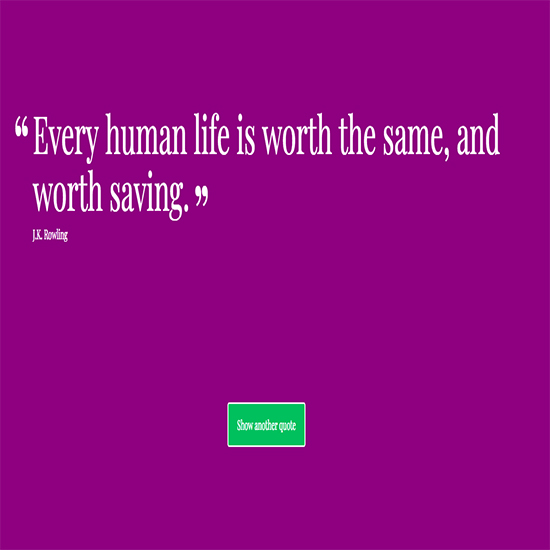 “Every human life is worth the same, and
worth saving.”
J.K. Rowling
Show another quote